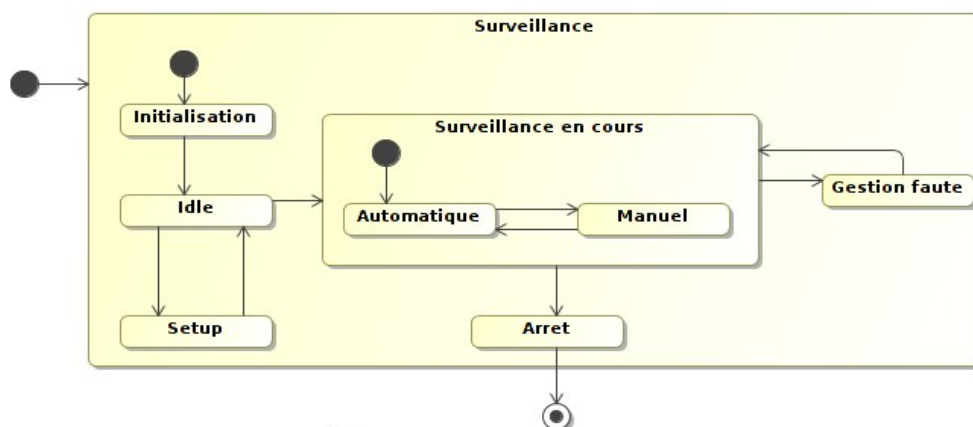 Surveillance
Initialisation
Surveillance en cours
Gestion faute
Idle
Automatique
Manuel
Setup
Arret